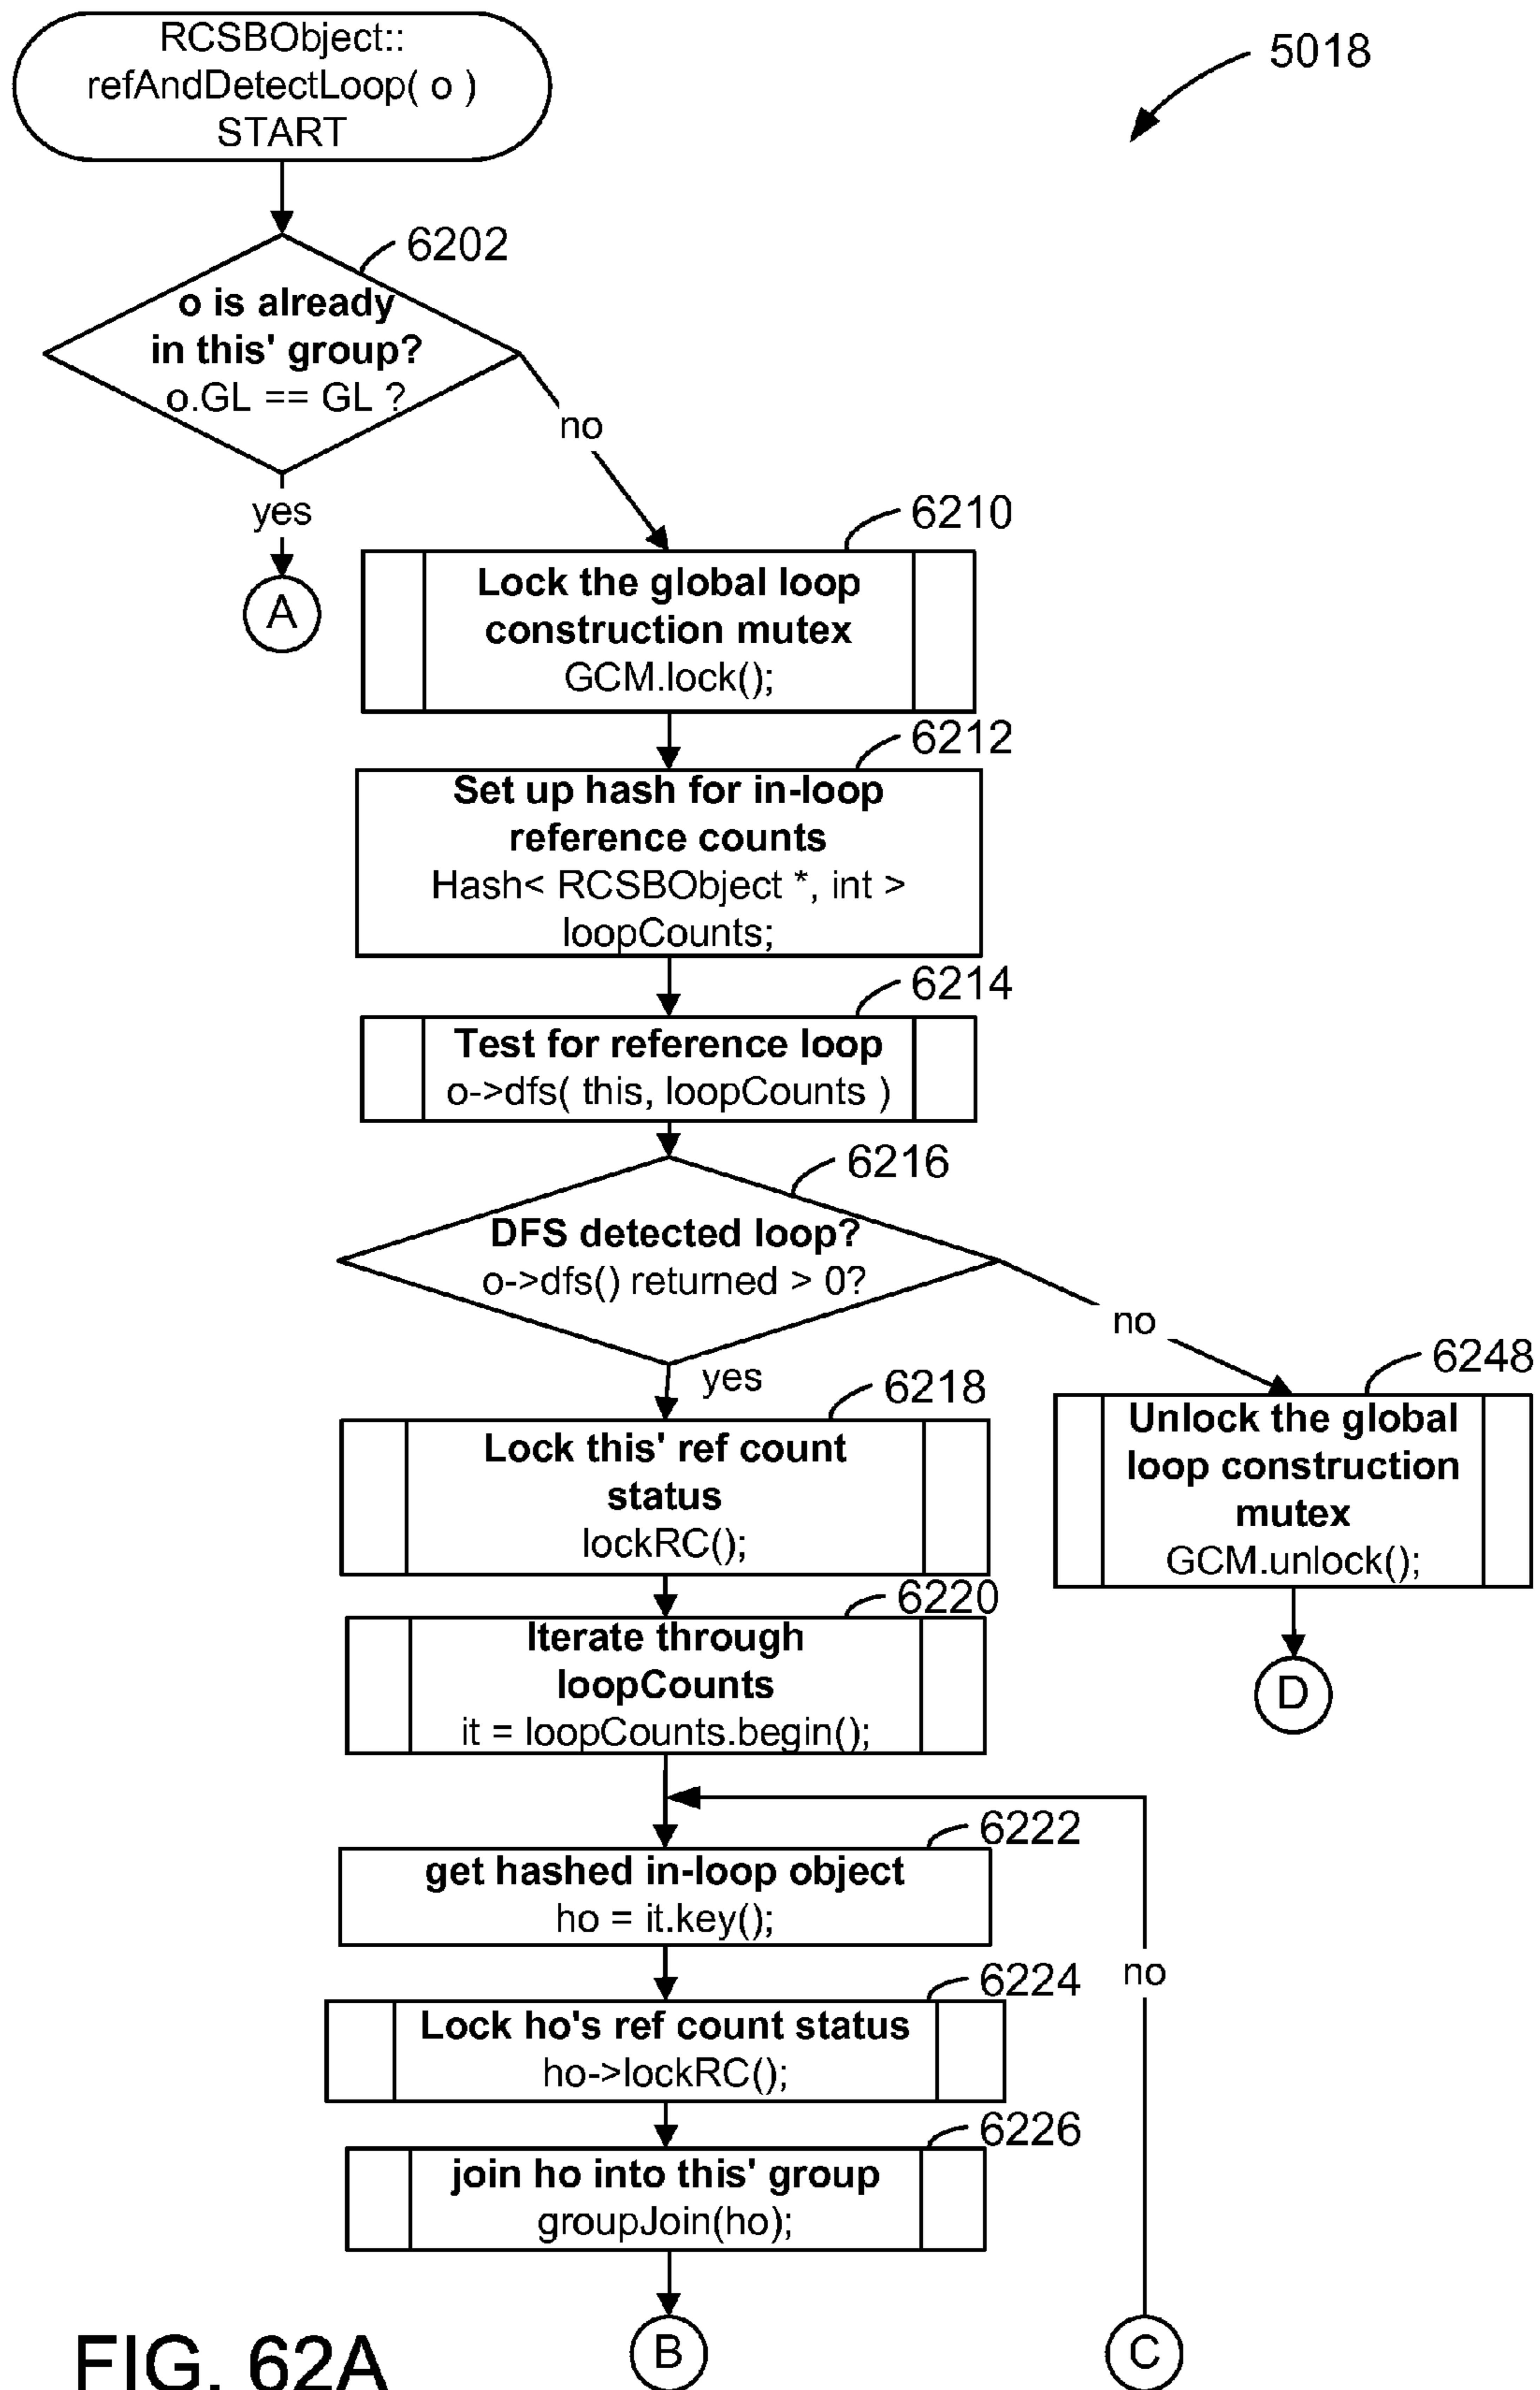 RCSBObject::
refAndDetectLoop( o )
START
5018
6202
o is already
in this' group?
o.GL == GL ?
no
yes
A
6210
Lock the global loop
construction mutex
GCM.lock();
6212
Set up hash for in-loop
reference counts
Hash< RCSBObject *, int >
loopCounts;
6214
Test for reference loop
o->dfs( this, loopCounts )
6216
DFS detected loop?
o->dfs() returned > 0?
no
yes
6248
Unlock the global
loop construction
mutex
GCM.unlock();
D
6218
Lock this' ref count
status
lockRC();
6220
Iterate through
loopCounts
it = loopCounts.begin();
6222
get hashed in-loop object
ho = it.key();
no
6224
Lock ho's ref count status
ho->lockRC();
6226
join ho into this' group
groupJoin(ho);
B
C
FIG. 62A